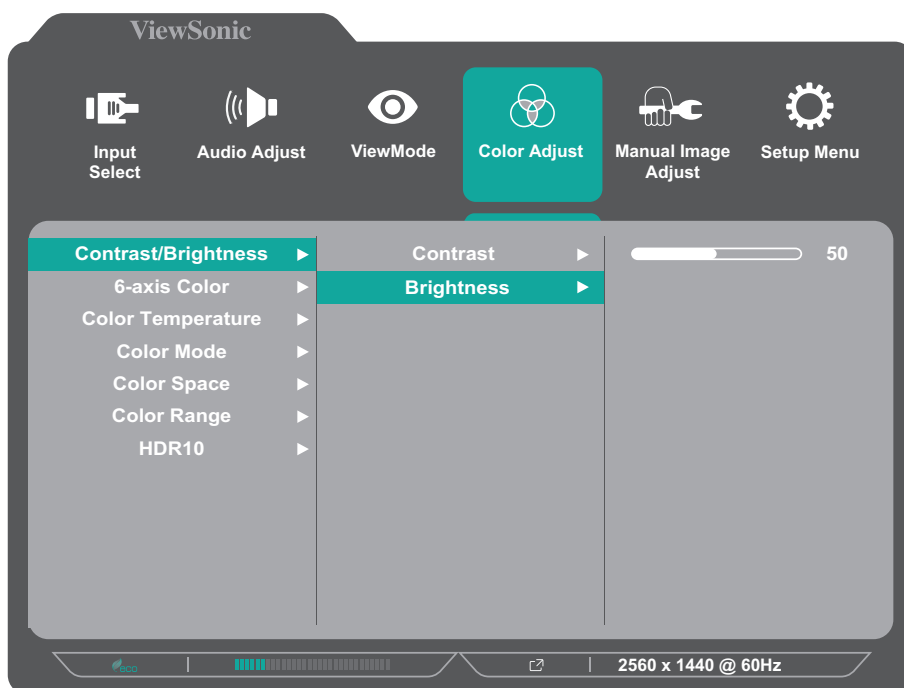 ViewSonic
Input
Select
Audio Adjust
ViewMode
Color Adjust
Manual Image
Adjust
Setup Menu
Contrast/Brightness
6-axis Color
Color Temperature
Color Mode
Color Space
Color Range
HDR10
Contrast
Brightness
50
eco
2560 x 1440 @ 60Hz